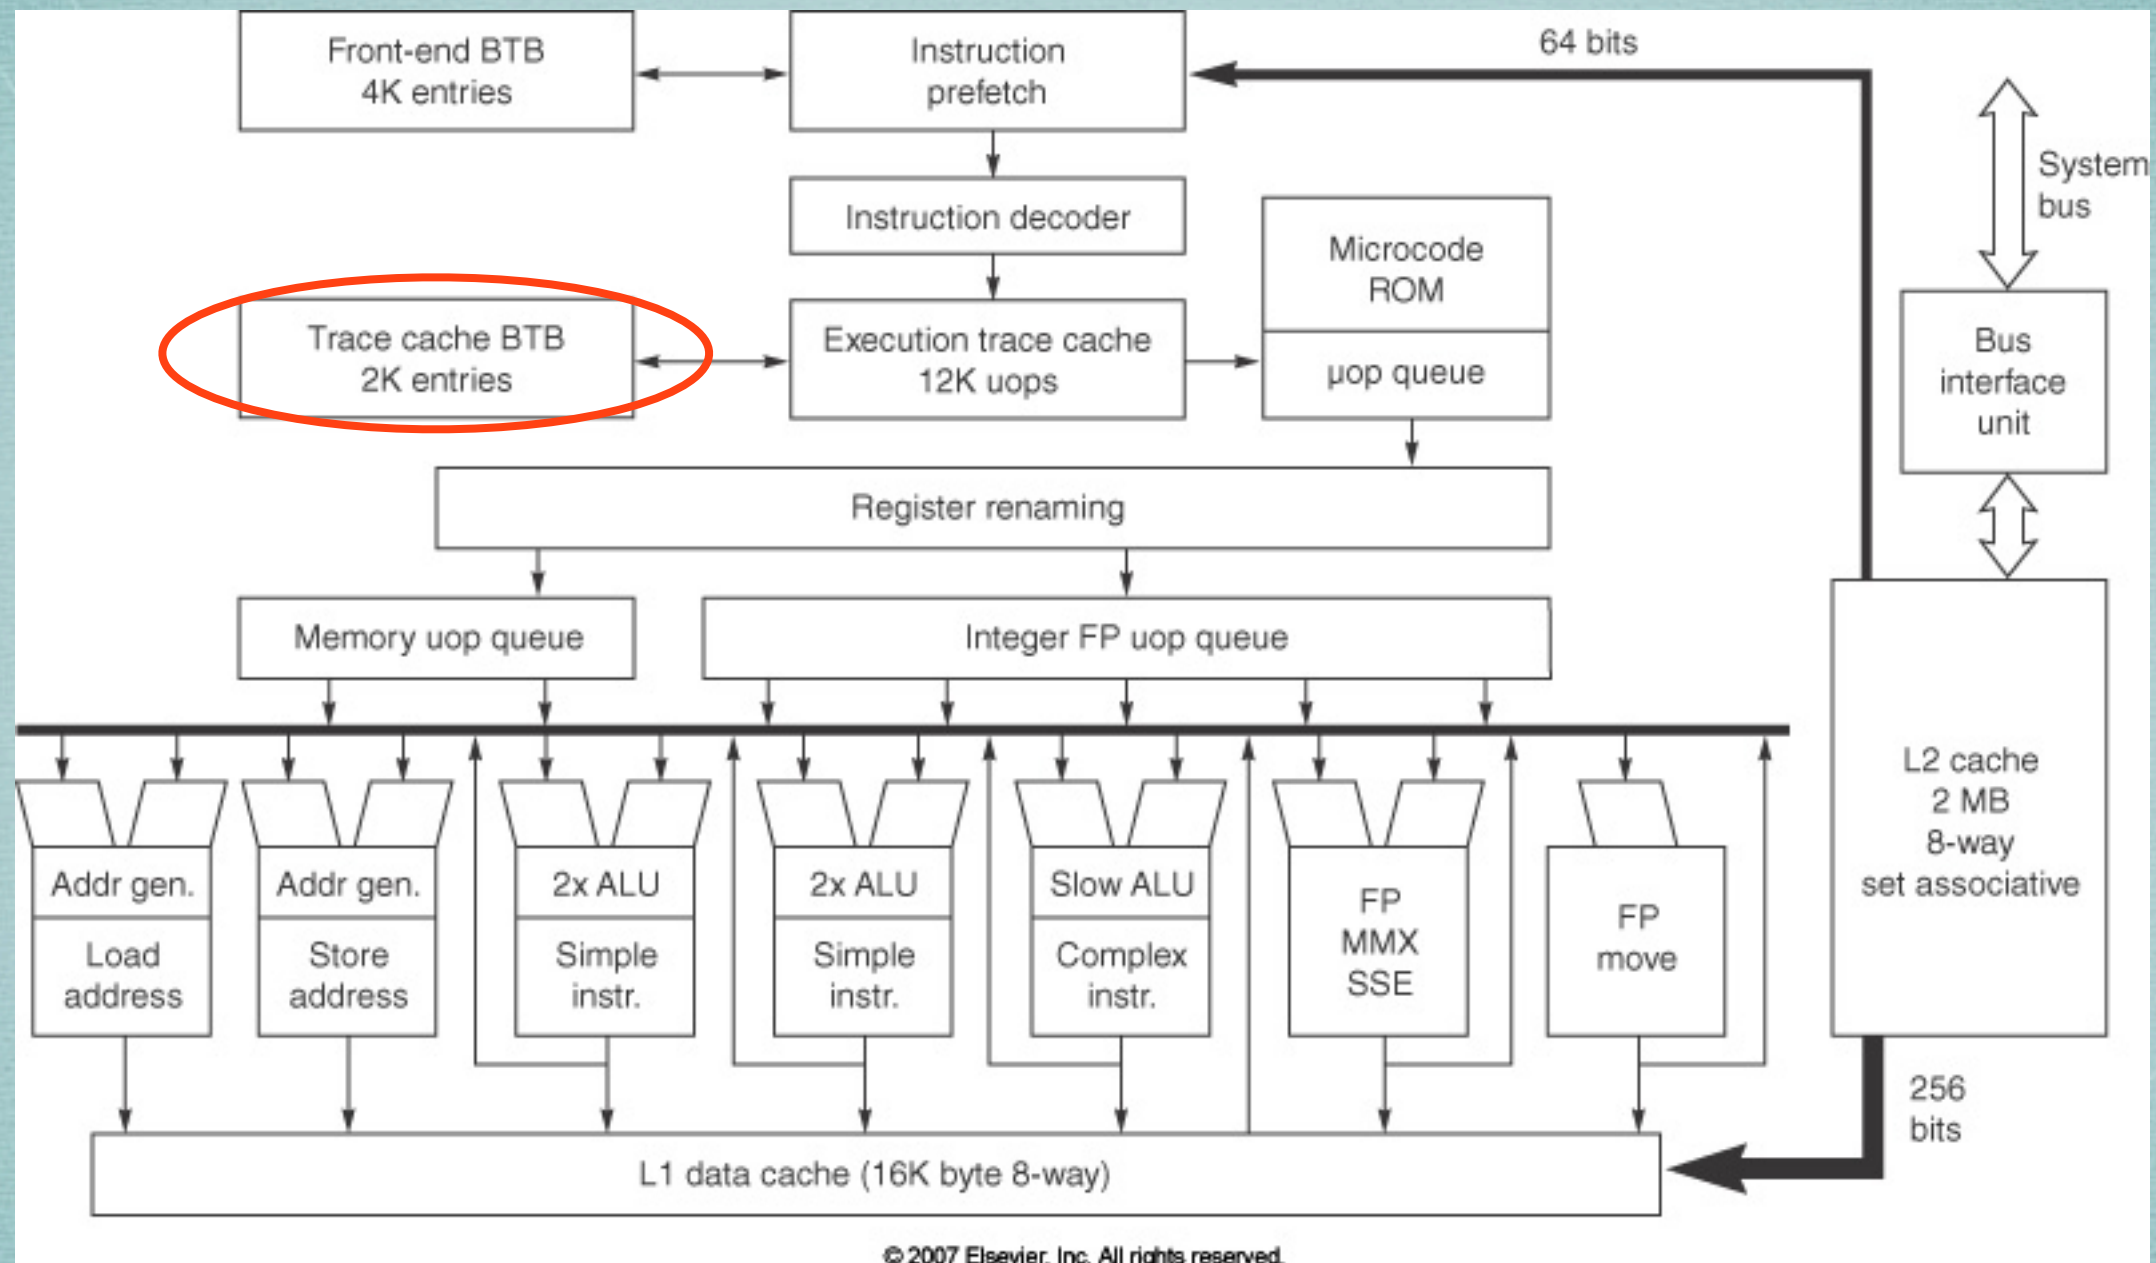 Front-end BTB
4K entries
Instruction
prefetch
64 bits
System
bus
Instruction decoder
Microcode
ROM
Trace cache BTB
2K entries
Execution trace cache
12K uops
µop queue
Bus
interface
unit
Register renaming
Memory uop queue
Integer FP uop queue
L2 cache
2 MB
8-way
set associative
Addr gen.
Load
address
Addr gen.
Store
address
2x ALU
Simple
instr.
2x ALU
Simple
instr.
Slow ALU
Complex
instr.
FP
MMX
SSE
FP
move
256
bits
L1 data cache (16K byte 8-way)
© 2007 Elsevier, Inc. All rights reserved.